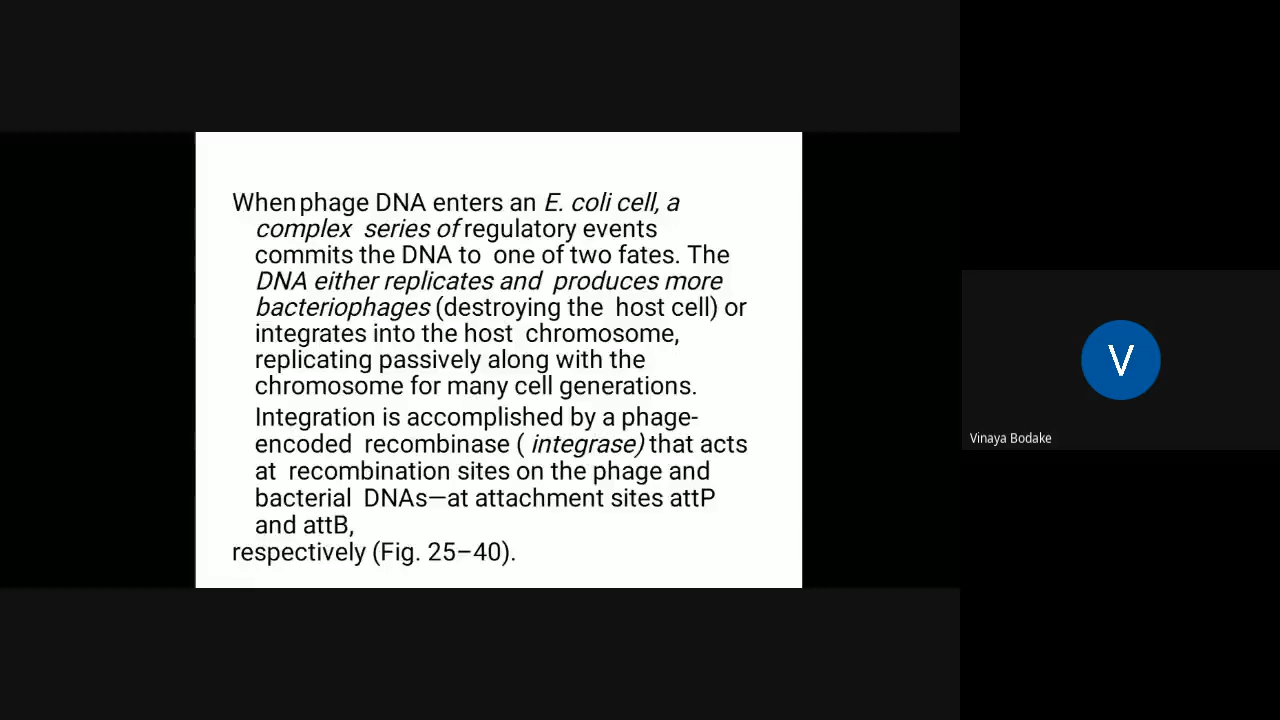 When phage DNA enters an E. coli cell, a
complex series of regulatory events
commits the DNA to one of two fates. The
DNA either replicates and produces more
bacteriophages (destroying the host cell) or
integrates into the host chromosome,
replicating passively along with the
chromosome for many cell generations.
Integration is accomplished by a phage-
encoded recombinase ( integrase) that acts
at recombination sites on the phage and
bacterial DNAs—at attachment sites attP
and attB,
respectively (Fig. 25–40).
V
Vinaya Bodake